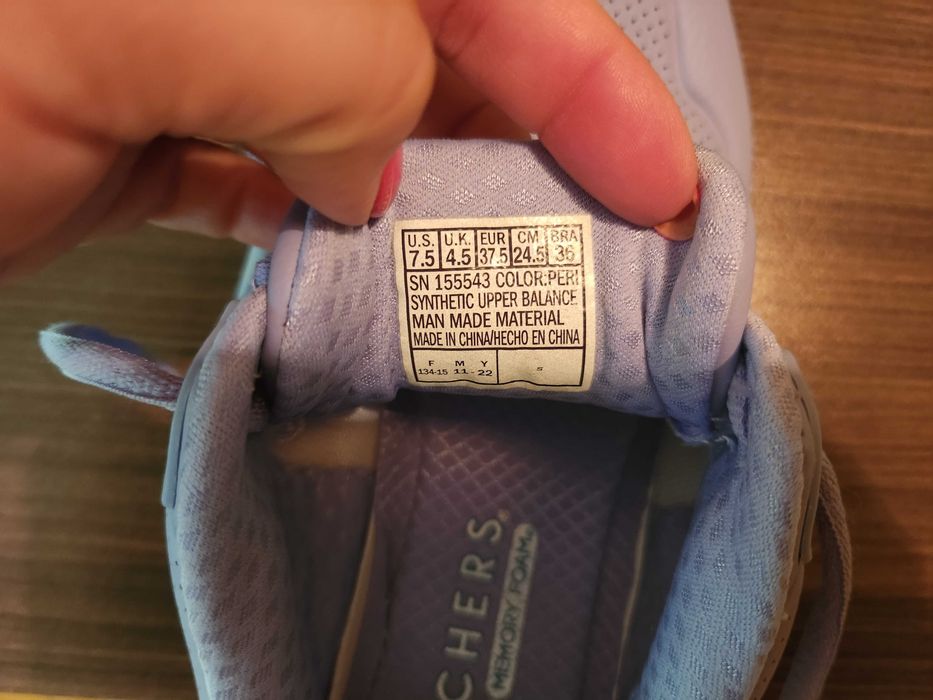 U.S. U.K. EUR CM BRA
7.5 4.5 37.5 24.5 36
SN 155543 COLOR:PERI
SYNTHETIC UPPER BALANCE
MAN MADE MATERIAL
MADE IN CHINA/HECHO EN CHINA
F M Y
134-15 11 - 22 S
CHERS
MEMORY FOAM